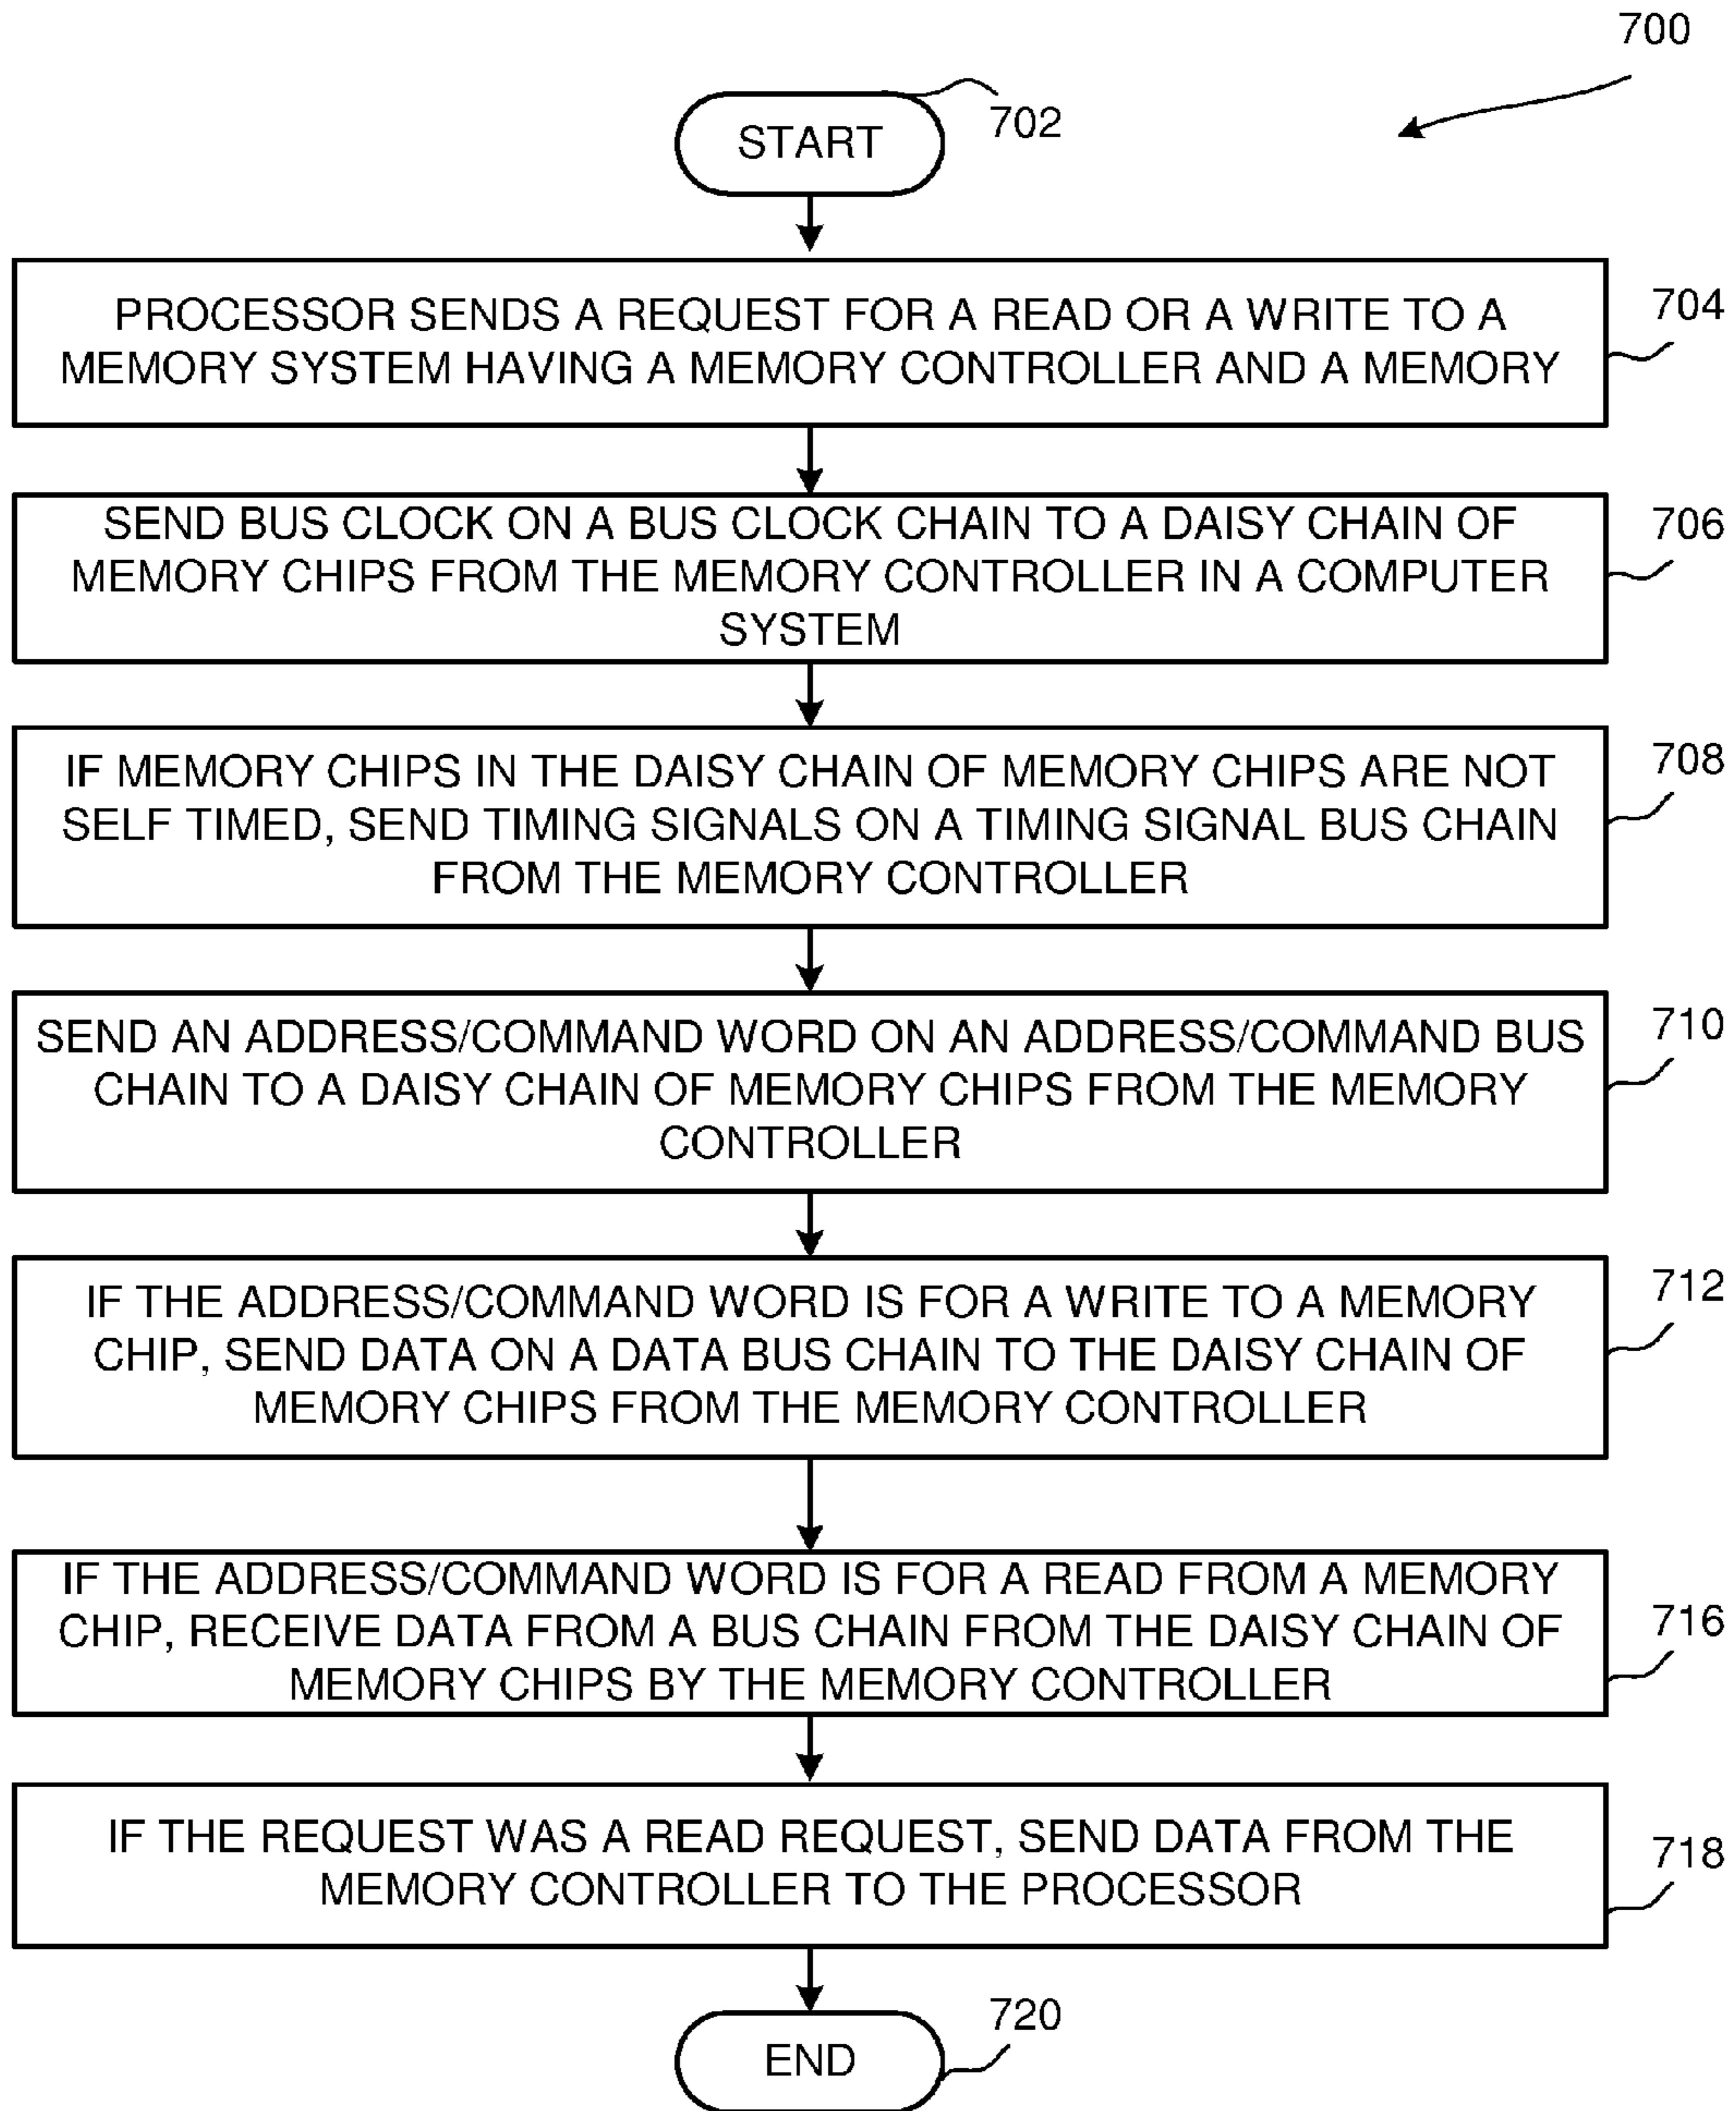 700
START
702
PROCESSOR SENDS A REQUEST FOR A READ OR A WRITE TO A
MEMORY SYSTEM HAVING A MEMORY CONTROLLER AND A MEMORY
704
SEND BUS CLOCK ON A BUS CLOCK CHAIN TO A DAISY CHAIN OF
MEMORY CHIPS FROM THE MEMORY CONTROLLER IN A COMPUTER
SYSTEM
706
IF MEMORY CHIPS IN THE DAISY CHAIN OF MEMORY CHIPS ARE NOT
SELF TIMED, SEND TIMING SIGNALS ON A TIMING SIGNAL BUS CHAIN
FROM THE MEMORY CONTROLLER
708
SEND AN ADDRESS/COMMAND WORD ON AN ADDRESS/COMMAND BUS
CHAIN TO A DAISY CHAIN OF MEMORY CHIPS FROM THE MEMORY
CONTROLLER
710
IF THE ADDRESS/COMMAND WORD IS FOR A WRITE TO A MEMORY
CHIP, SEND DATA ON A DATA BUS CHAIN TO THE DAISY CHAIN OF
MEMORY CHIPS FROM THE MEMORY CONTROLLER
712
IF THE ADDRESS/COMMAND WORD IS FOR A READ FROM A MEMORY
CHIP, RECEIVE DATA FROM A BUS CHAIN FROM THE DAISY CHAIN OF
MEMORY CHIPS BY THE MEMORY CONTROLLER
716
IF THE REQUEST WAS A READ REQUEST, SEND DATA FROM THE
MEMORY CONTROLLER TO THE PROCESSOR
718
END
720